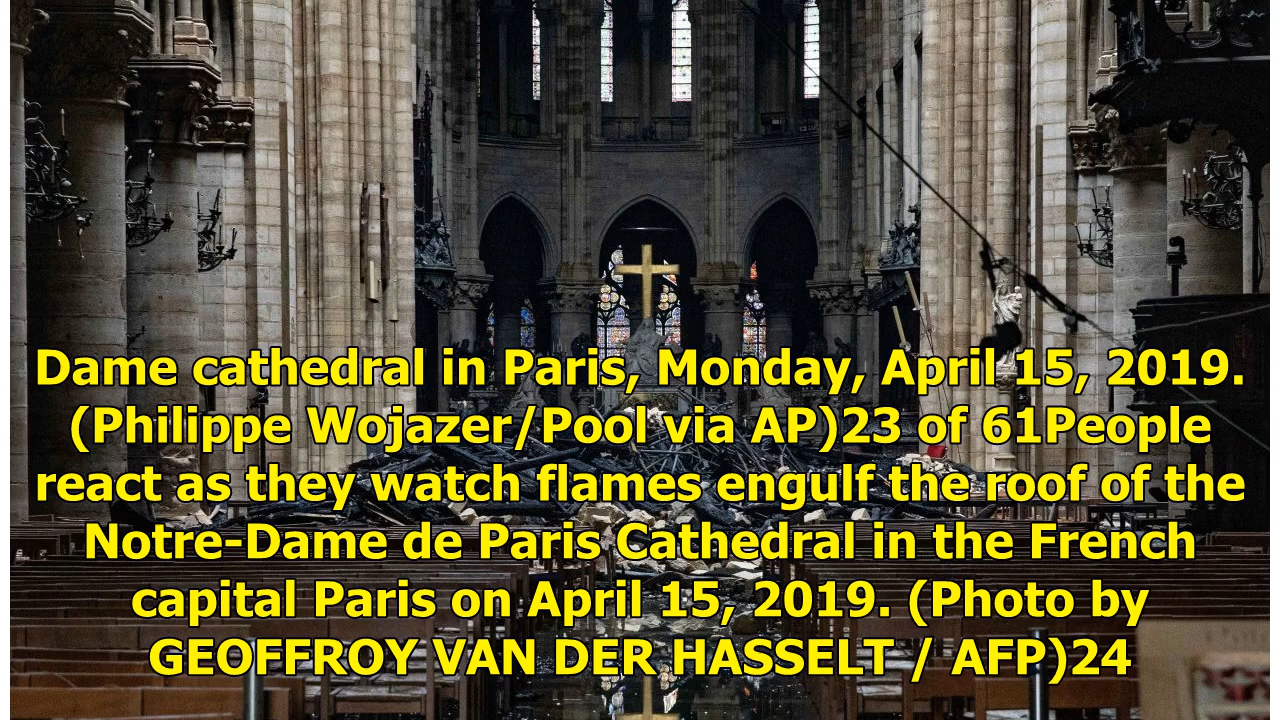 Dame cathedral in Paris, Monday, April 15, 2019.
(Philippe Wojazer/Pool via AP)23 of 61People
react as they watch flames engulf the roof of the
Notre-Dame de Paris Cathedral in the French
capital Paris on April 15, 2019. (Photo by
GEOFFROY VAN DER HASSELT / AFP)24